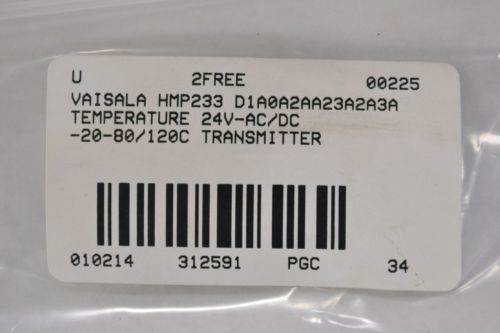 U 2FREE 00225
VAISALA HMP233 D1A0A2AA23A2A3A
TEMPERATURE 24V-AC/DC
-20-80/120C TRANSMITTER
010214 312591 PGC 34